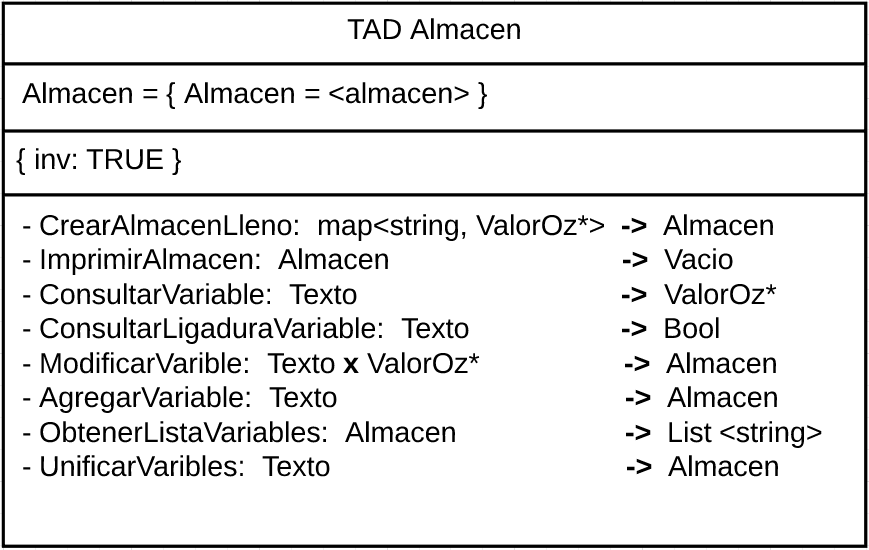 TAD Almacen
Almacen = { Almacen = <almacen> }
{ inv: TRUE }
- CrearAlmacenLleno: map<string, ValorOz*> -> Almacen
- ImprimirAlmacen: Almacen -> Vacio
- ConsultarVariable: Texto -> ValorOz*
- ConsultarLigaduraVariable: Texto -> Bool
- ModificarVarible: Texto x ValorOz* -> Almacen
- AgregarVariable: Texto -> Almacen
- ObtenerListaVariables: Almacen -> List <string>
- UnificarVaribles: Texto -> Almacen